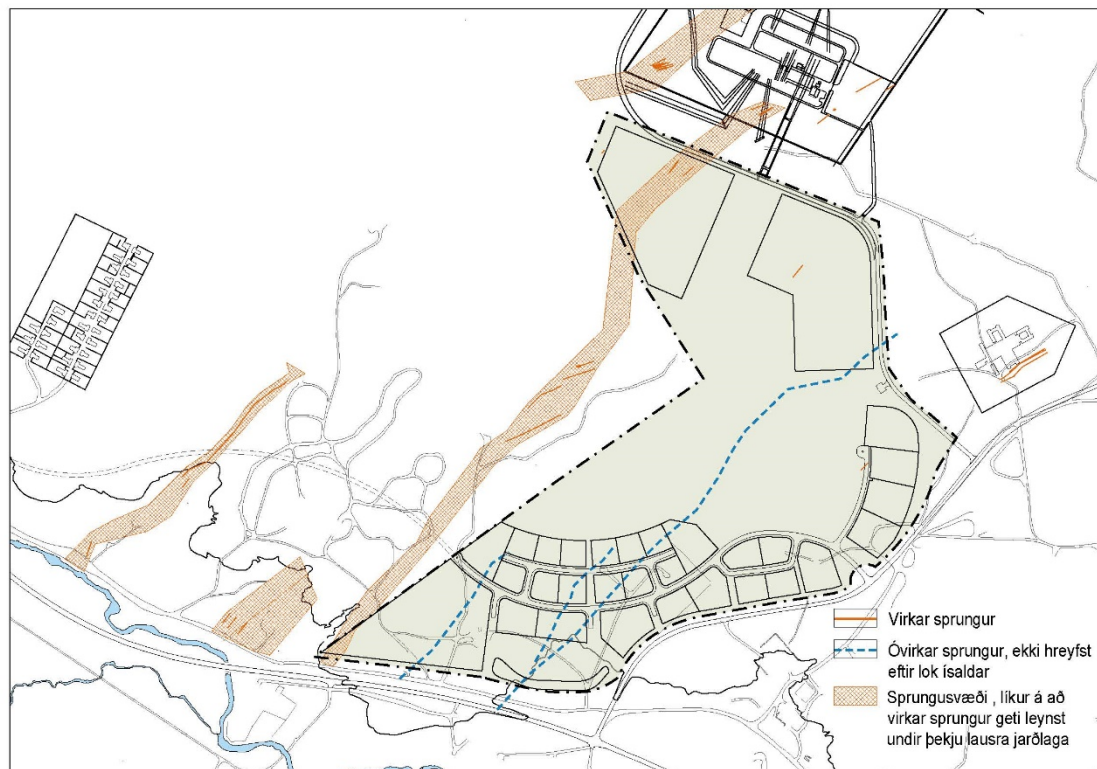 Virkar sprungur
Óvirkar sprungur, ekki hreyfst
eftir lok ísaldar
Sprungusvæði , líkur á að
virkar sprungur geti leynst
undir þekju lausra jarðlaga